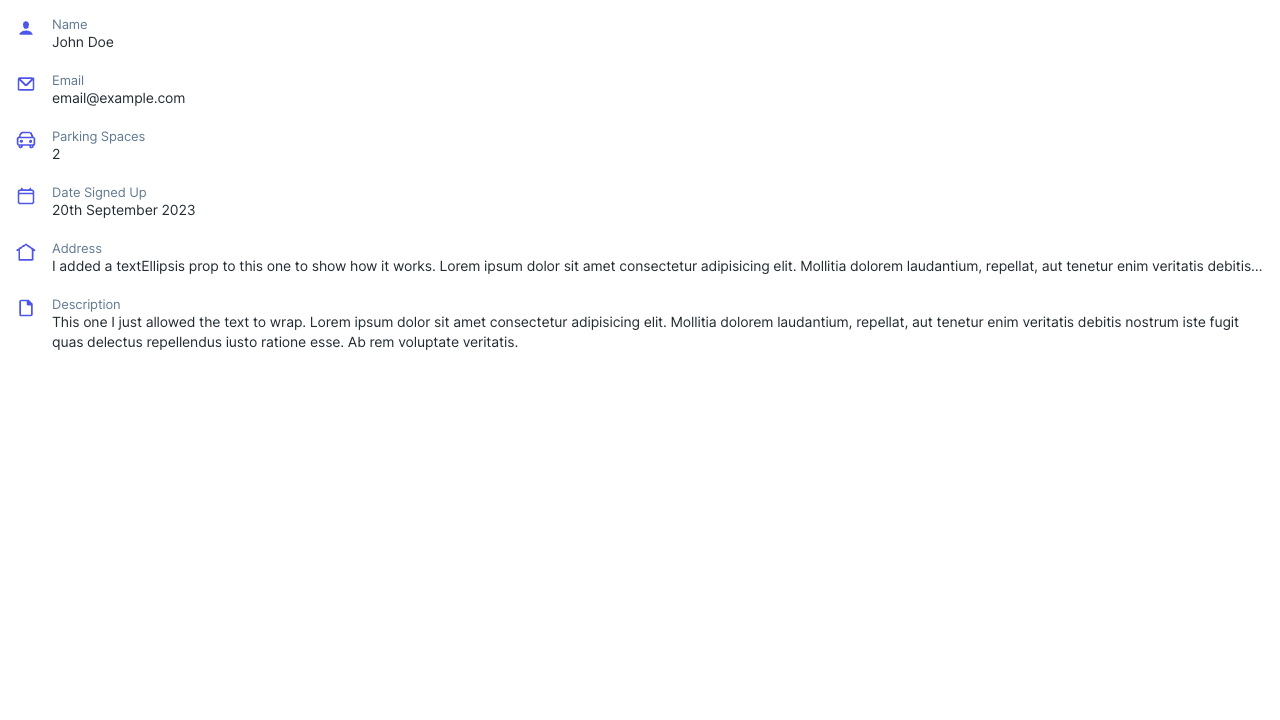 Name
John Doe
Email
email@example.com
Parking Spaces
2
Date Signed Up
20th September 2023
Address
I added a textEllipsis prop to this one to show how it works. Lorem ipsum dolor sit amet consectetur adipisicing elit. Mollitia dolorem laudantium, repellat, aut tenetur enim veritatis debitis...
Description
This one I just allowed the text to wrap. Lorem ipsum dolor sit amet consectetur adipisicing elit. Mollitia dolorem laudantium, repellat, aut tenetur enim veritatis debitis nostrum iste fugit
quas delectus repellendus iusto ratione esse. Ab rem voluptate veritatis.